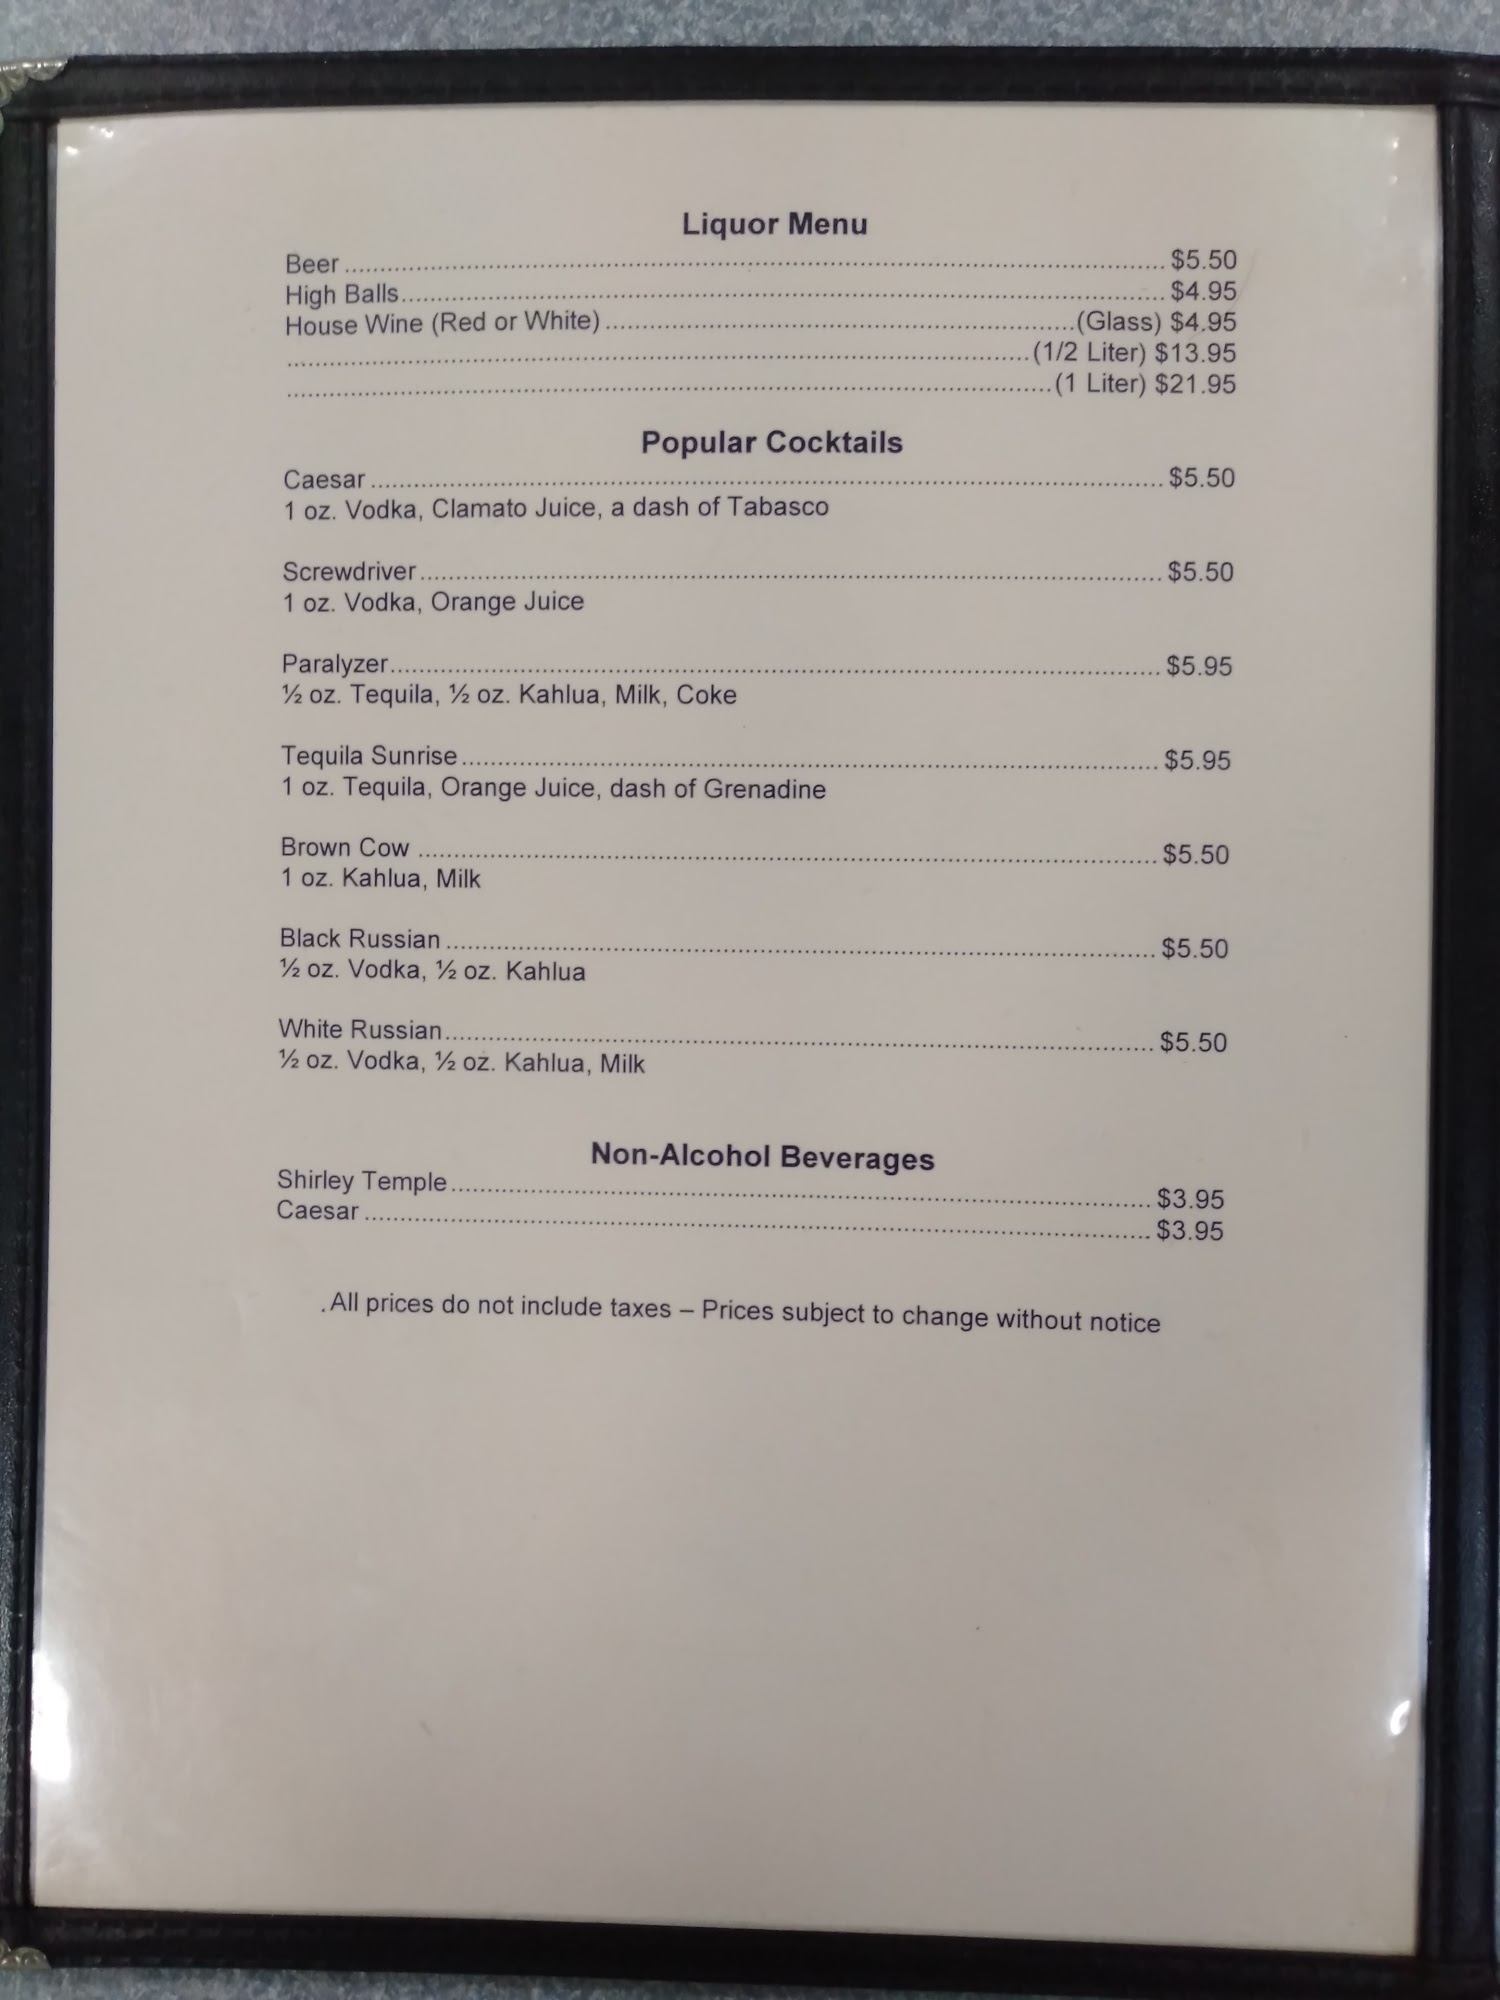 Liquor Menu
Beer ........................ $5.50
High Balls ........................ $4.95
House Wine (Red or White) ........................ (Glass) $4.95
........................ (1/2 Liter) $13.95
........................ (1 Liter) $21.95
Popular Cocktails
Caesar ........................ $5.50
1 oz. Vodka, Clamato Juice, a dash of Tabasco
Screwdriver ........................ $5.50
1 oz. Vodka, Orange Juice
Paralyzer ........................ $5.95
½ oz. Tequila, ½ oz. Kahlua, Milk, Coke
Tequila Sunrise ........................ $5.95
1 oz. Tequila, Orange Juice, dash of Grenadine
Brown Cow ........................ $5.50
1 oz. Kahlua, Milk
Black Russian ........................ $5.50
½ oz. Vodka, ½ oz. Kahlua
White Russian ........................ $5.50
½ oz. Vodka, ½ oz. Kahlua, Milk
Non-Alcohol Beverages
Shirley Temple ........................ $3.95
Caesar ........................ $3.95
.All prices do not include taxes – Prices subject to change without notice